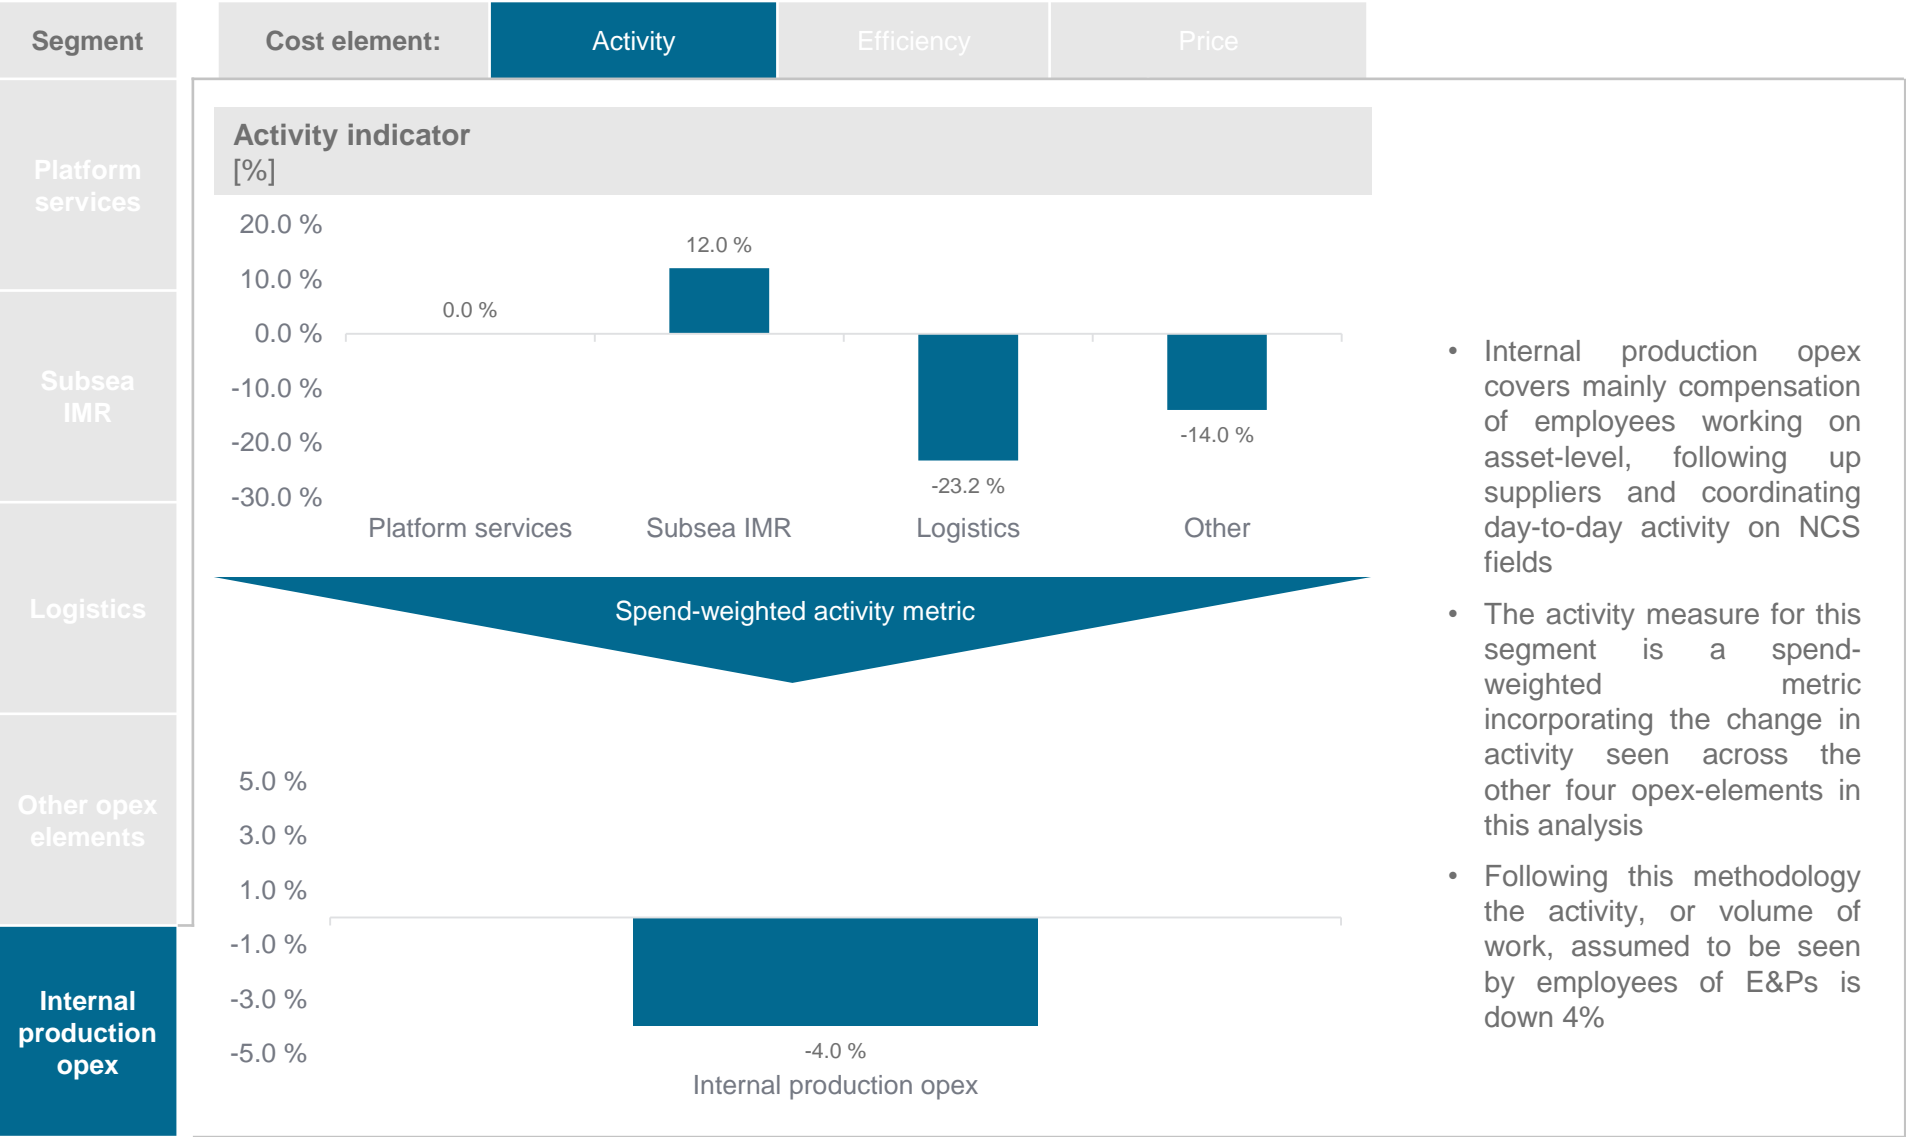 Segment
Cost element:
Activity
Efficiency
Price
Platform
services
Subsea
IMR
Logistics
Other opex
elements
Internal
production
opex
Activity indicator
[%]
20.0 %
10.0 %
0.0 %
-10.0 %
-20.0 %
-30.0 %
0.0 %
12.0 %
-23.2 %
-14.0 %
Platform services
Subsea IMR
Logistics
Other
Spend-weighted activity metric
5.0 %
3.0 %
1.0 %
-1.0 %
-3.0 %
-5.0 %
-4.0 %
Internal production opex
• Internal production opex
covers mainly compensation
of employees working on
asset-level, following up
suppliers and coordinating
day-to-day activity on NCS
fields
• The activity measure for this
segment is a spend-
weighted metric
incorporating the change in
activity seen across the
other four opex-elements in
this analysis
• Following this methodology
the activity, or volume of
work, assumed to be seen
by employees of E&Ps is
down 4%